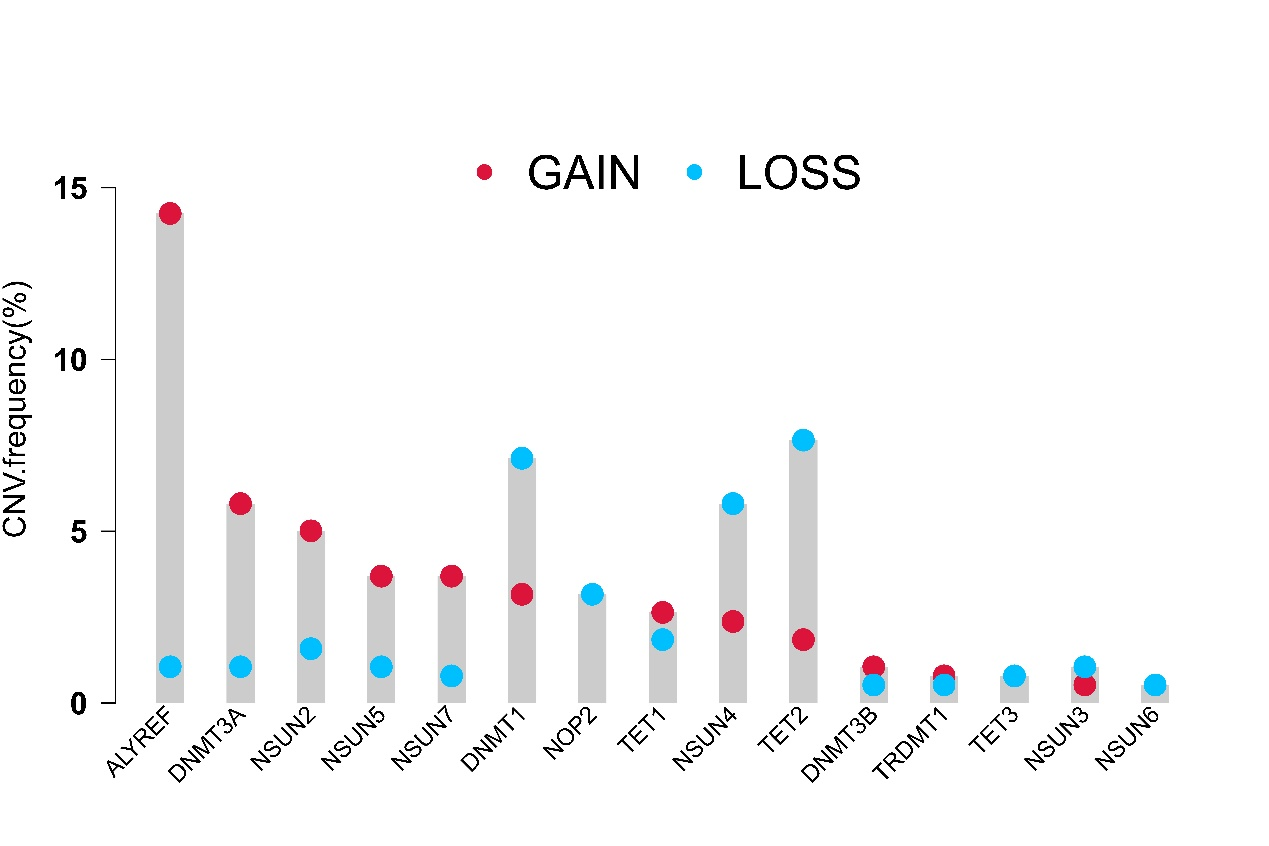 GAIN LOSS
15
10
5
0
CNV.frequency(%)
ALYREF DNMT3A NSUN2 NSUN5 NSUN7 DNMT1 NOP2 TET1 NSUN4 TET2 DNMT3B TRDMT1 TET3 NSUN3 NSUN6